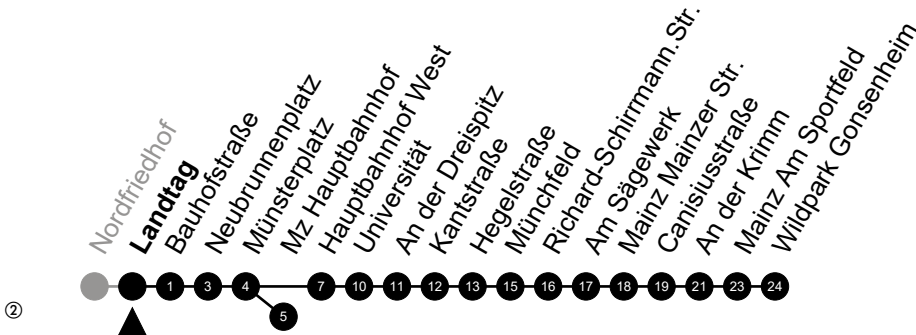 Nordfriedhof
Landtag
Bauhofstraße
Neubrunnenplatz
Münsterplatz
Mz Hauptbahnhof
Hauptbahnhof West
Universität
An der Dreispitz
Kantstraße
Hegelstraße
Münchfeld
Richard-Schirrmann.Str.
Am Sägewerk
Mainz Mainzer Str.
Canisiusstraße
An der Krimm
Mainz Am Sportfeld
Wildpark Gonsenheim
1 3 4 7 10 11 12 13 15 16 17 18 19 21 23 24
② 5